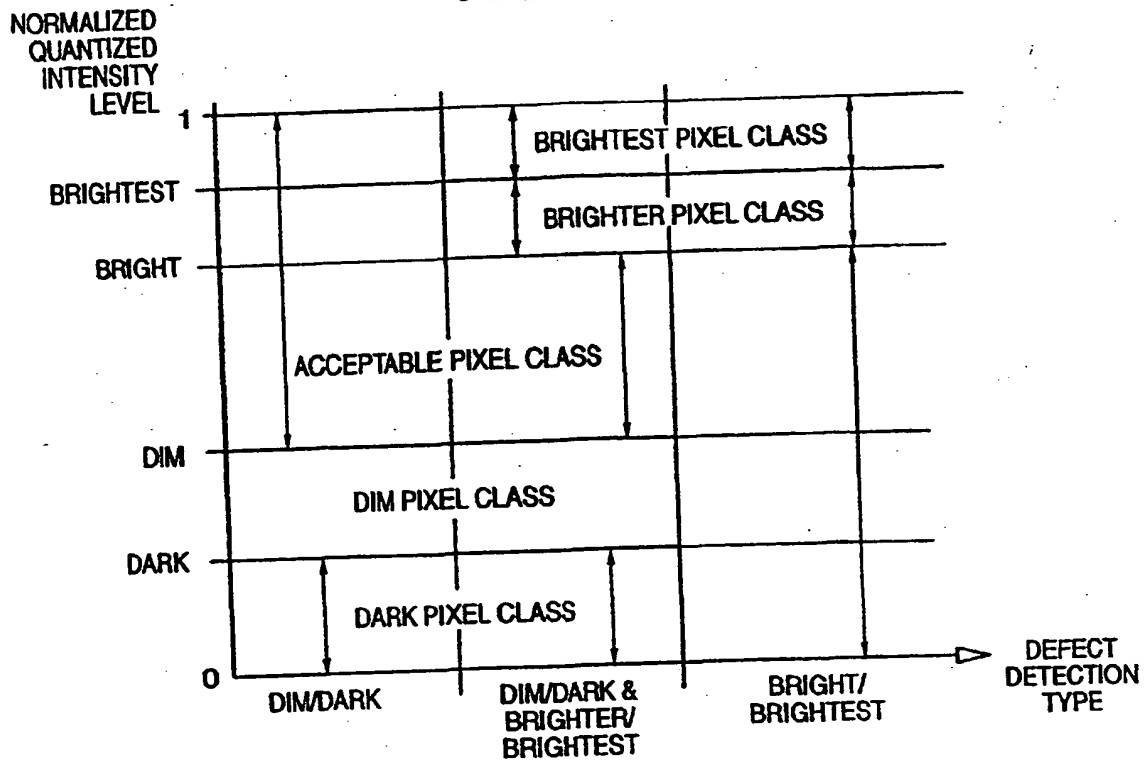 NORMALIZED
QUANTIZED
INTENSITY
LEVEL
1
BRIGHTEST PIXEL CLASS
BRIGHTEST
BRIGHTER PIXEL CLASS
BRIGHT
ACCEPTABLE PIXEL CLASS
DIM
DIM PIXEL CLASS
DARK
DARK PIXEL CLASS
0
DIM/DARK
DIM/DARK &
BRIGHTER/
BRIGHTEST
BRIGHT/
BRIGHTEST
DEFECT
DETECTION
TYPE